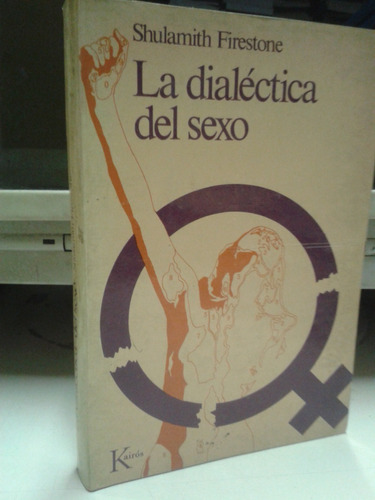 Shulamith Firestone
La dialéctica
del sexo
Kairós